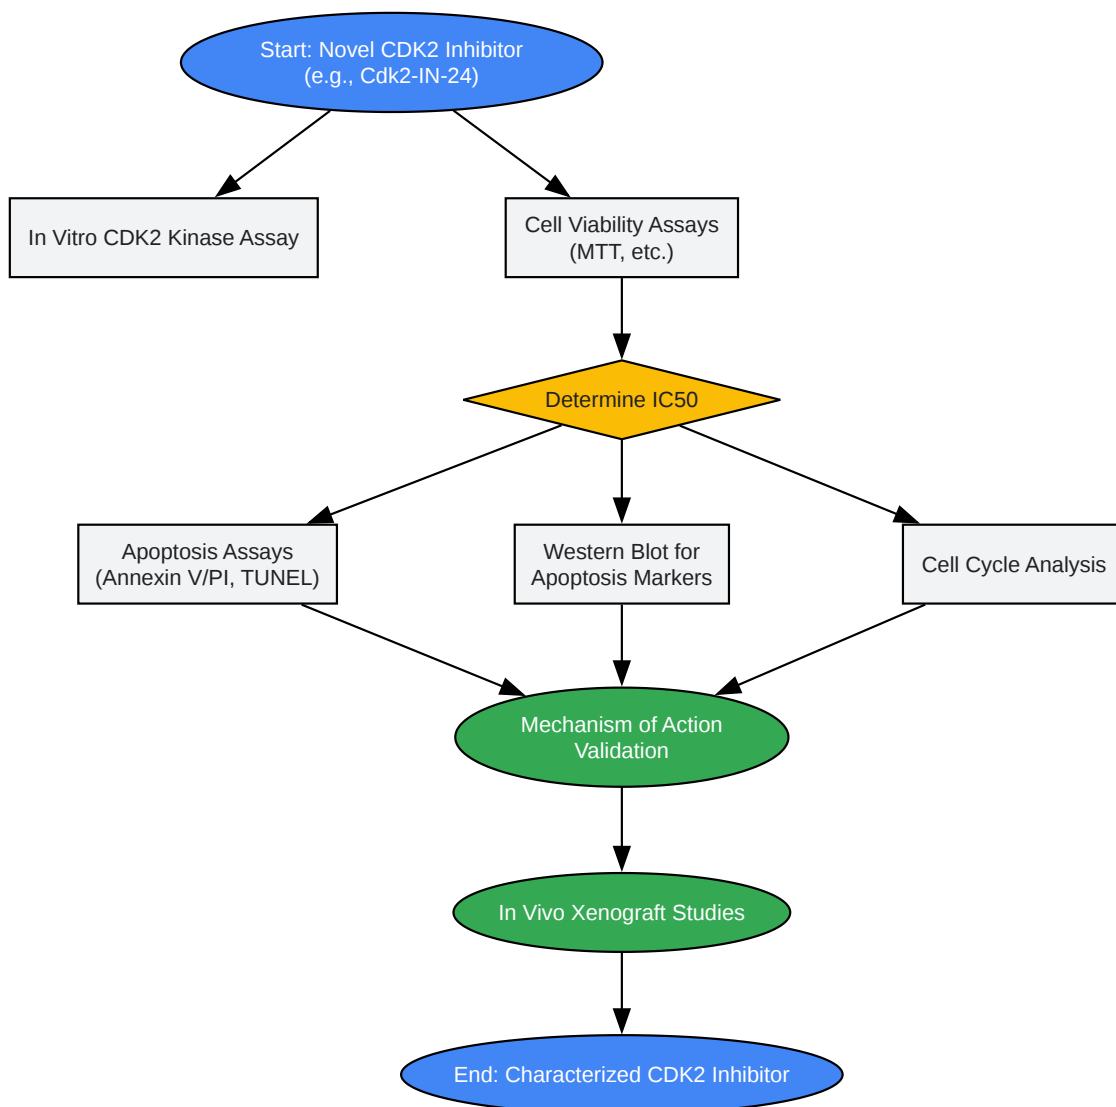 Start: Novel CDK2 Inhibitor
(e.g., Cdk2-IN-24)
In Vitro CDK2 Kinase Assay
Cell Viability Assays
(MTT, etc.)
Determine IC50
Apoptosis Assays
(Annexin V/PI, TUNEL)
Western Blot for
Apoptosis Markers
Cell Cycle Analysis
Mechanism of Action
Validation
In Vivo Xenograft Studies
End: Characterized CDK2 Inhibitor